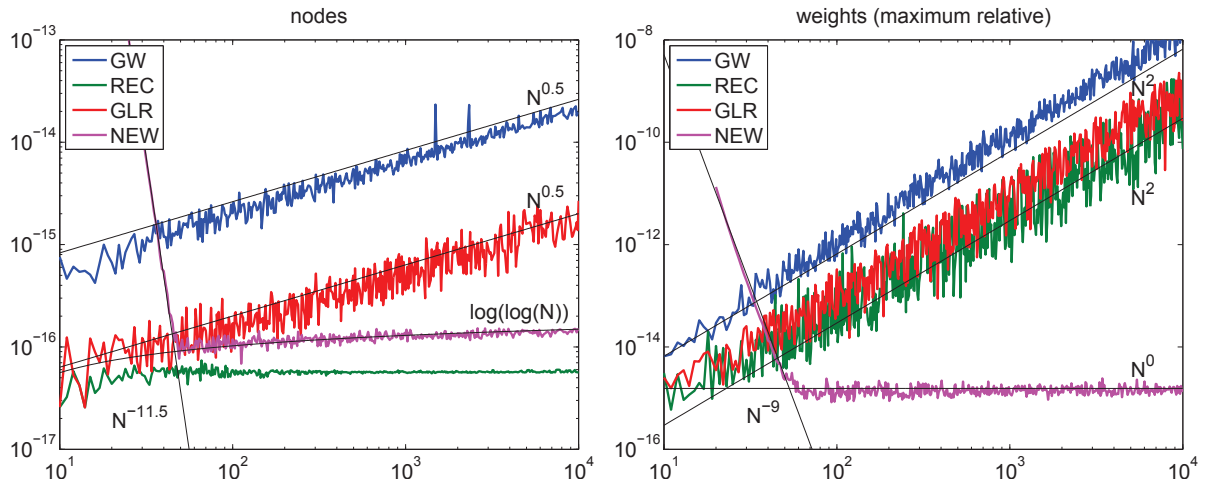 nodes
10^-13
GW
REC
GLR
NEW
N^0.5
10^-14
N^0.5
10^-15
log(log(N))
10^-16
N^-11.5
10^-17
10^1
10^2
10^3
10^4
weights (maximum relative)
10^-8
GW
REC
GLR
NEW
N^2
10^-10
N^2
10^-12
10^-14
N^0
N^-9
10^-16
10^1
10^2
10^3
10^4